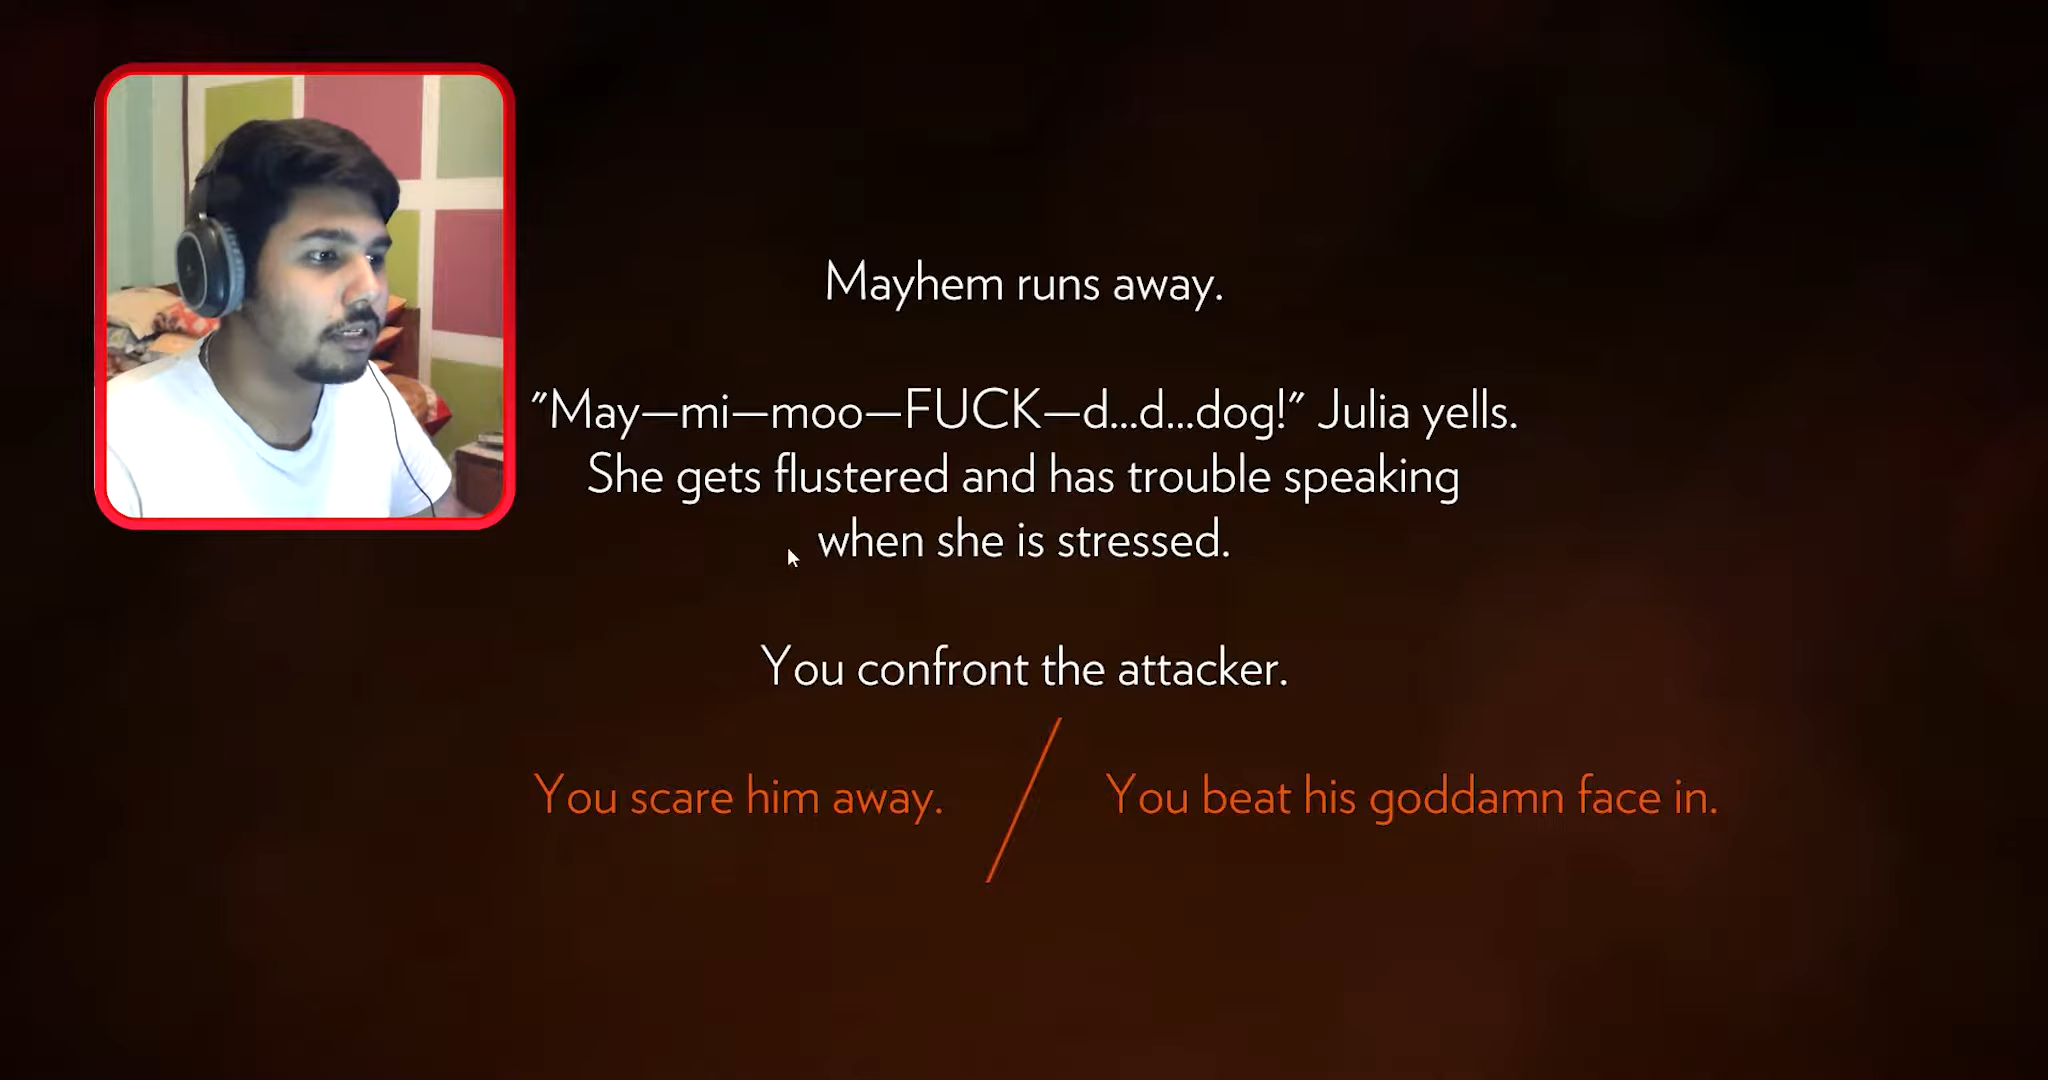 Mayhem runs away.
"May—mi—moo—FUCK—d...d...dog!" Julia yells.
She gets flustered and has trouble speaking
when she is stressed.
You confront the attacker.
You scare him away.
You beat his goddamn face in.